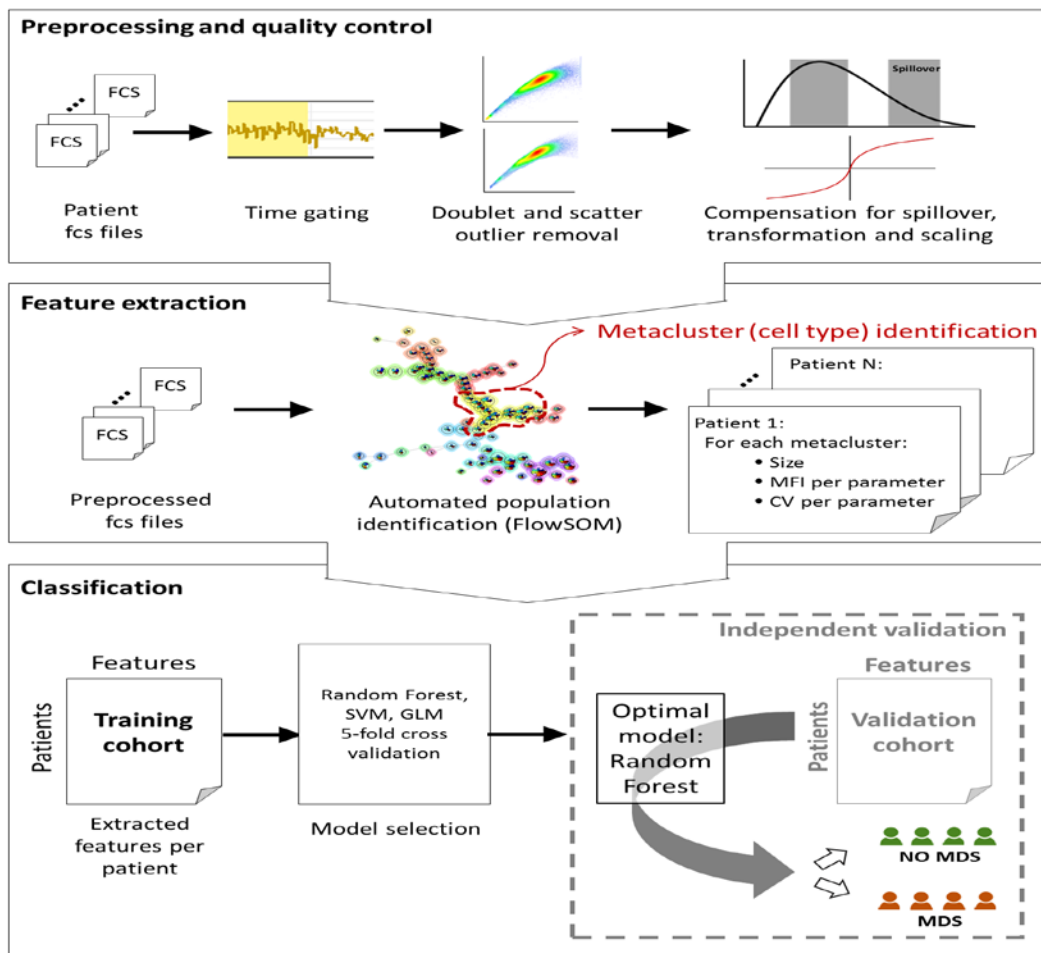 Preprocessing and quality control
FCS
FCS
Spillover
Patient
fcs files
Time gating
Doublet and scatter
outlier removal
Compensation for spillover,
transformation and scaling
Feature extraction
Metacluster (cell type) identification
FCS
FCS
Preprocessed
fcs files
Automated population
identification (FlowSOM)
Patient N:
Patient 1:
For each metacluster:
• Size
• MFI per parameter
• CV per parameter
Classification
Features
Patients
Training
cohort
Extracted
features per
patient
Random Forest,
SVM, GLM
5-fold cross
validation
Model selection
Independent validation
Optimal
model:
Random
Forest
Features
Patients
Validation
cohort
NO MDS
MDS